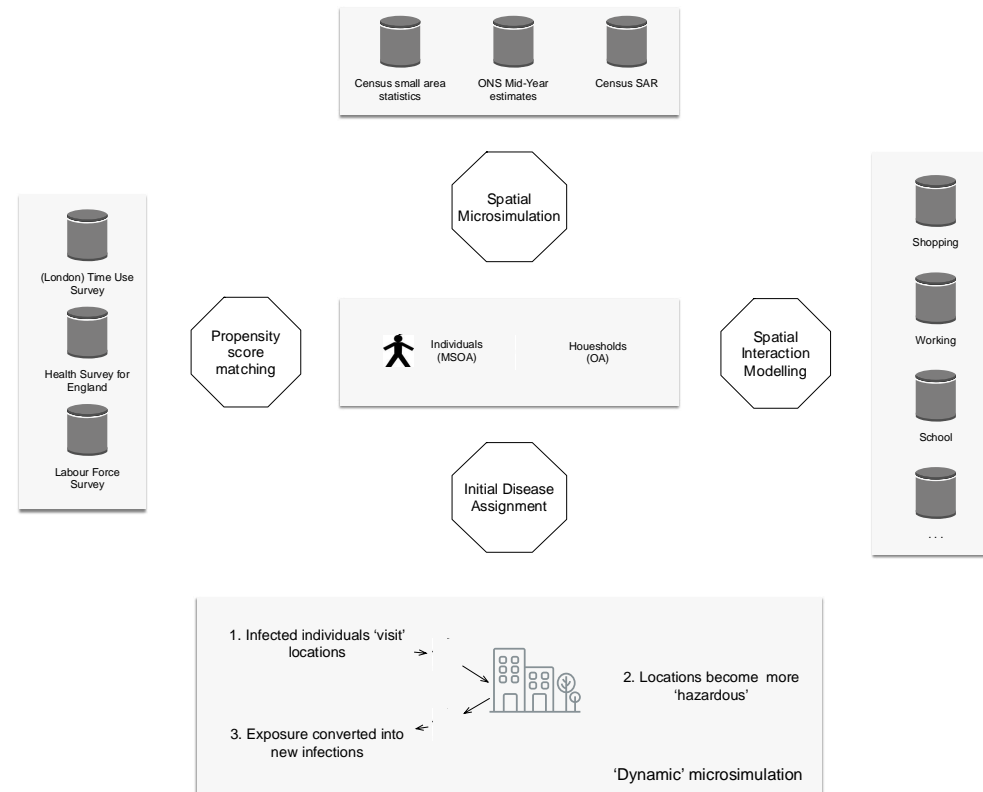 Census small area
statistics
ONS Mid-Year
estimates
Census SAR
Spatial
Microsimulation
(London) Time Use
Survey
Health Survey for
England
Labour Force
Survey
Propensity
score
matching
Individuals
(MSOA)
Houesholds
(OA)
Spatial
Interaction
Modelling
Shopping
Working
School
. . .
Initial Disease
Assignment
1. Infected individuals ‘visit’
locations
2. Locations become more
‘hazardous’
3. Exposure converted into
new infections
‘Dynamic’ microsimulation